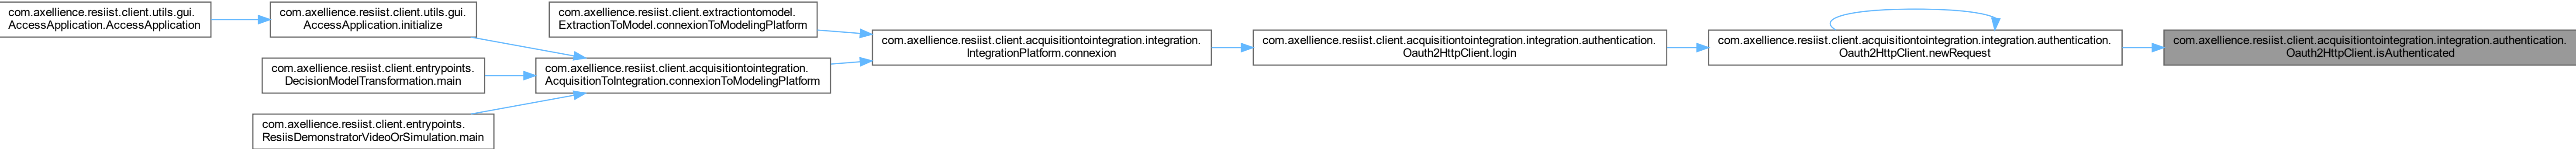 com.axellience.resiist.client.utils.gui.
AccessApplication.AccessApplication
com.axellience.resiist.client.utils.gui.
AccessApplication.initialize
com.axellience.resiist.client.entrypoints.
DecisionModelTransformation.main
com.axellience.resiist.client.entrypoints.
ResiisDemonstratorVideoOrSimulation.main
com.axellience.resiist.client.extractiontomodel.
ExtractionToModel.connexionToModelingPlatform
com.axellience.resiist.client.acquisitiontointegration.
AcquisitionToIntegration.connexionToModelingPlatform
com.axellience.resiist.client.acquisitiontointegration.integration.
IntegrationPlatform.connexion
com.axellience.resiist.client.acquisitiontointegration.integration.authentication.
Oauth2HttpClient.login
com.axellience.resiist.client.acquisitiontointegration.integration.authentication.
Oauth2HttpClient.newRequest
com.axellience.resiist.client.acquisitiontointegration.integration.authentication.
Oauth2HttpClient.isAuthenticated